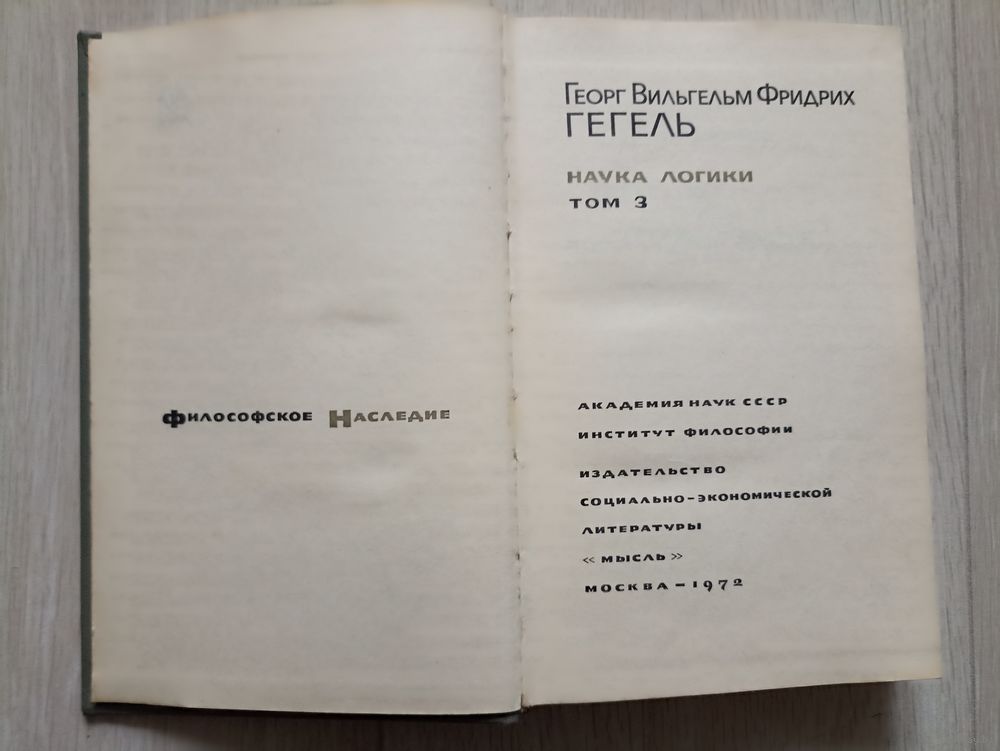 Философское Наследие
Георг Вильгельм Фридрих
ГЕГЕЛЬ
НАУКА ЛОГИКИ
ТОМ 3
АКАДЕМИЯ НАУК СССР
ИНСТИТУТ ФИЛОСОФИИ
ИЗДАТЕЛЬСТВО
СОЦИАЛЬНО-ЭКОНОМИЧЕСКОЙ
ЛИТЕРАТУРЫ
«МЫСЛЬ»
МОСКВА – 1972